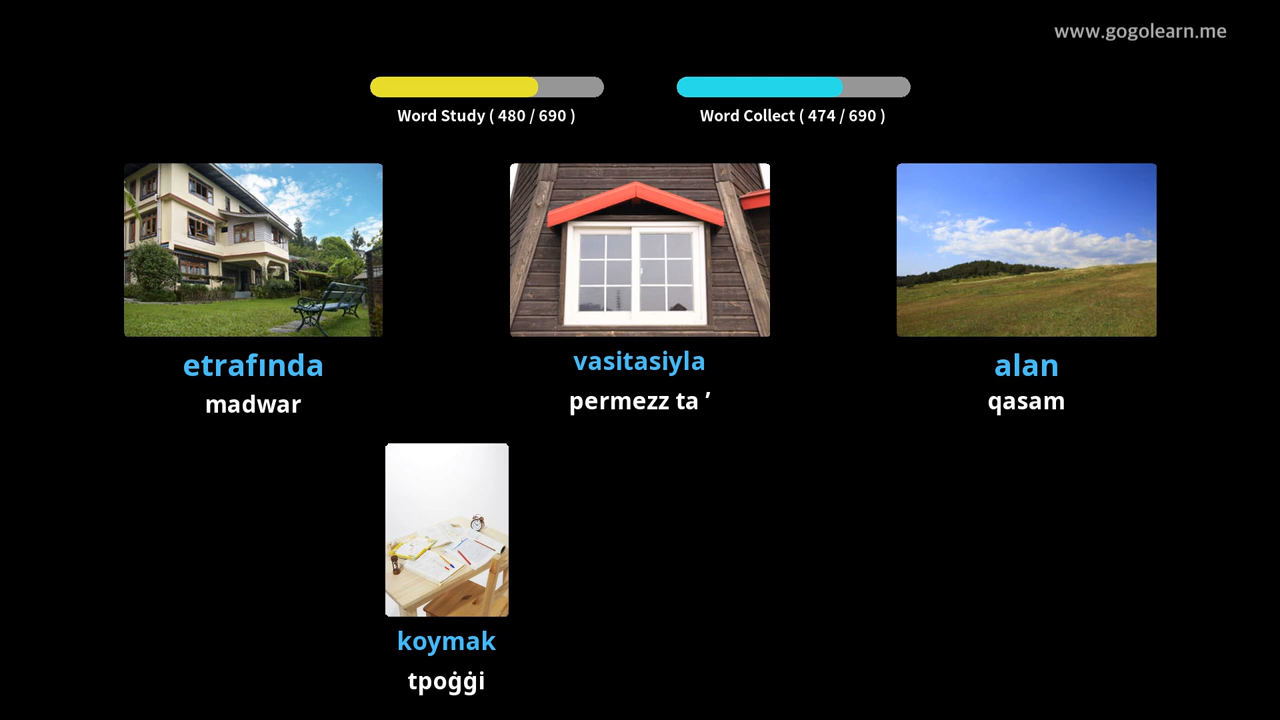 www.gogolearn.me
Word Study ( 480 / 690 )
Word Collect ( 474 / 690 )
etrafında
madwar
vasitasiyla
permezz ta ’
alan
qasam
koymak
tpoġġi